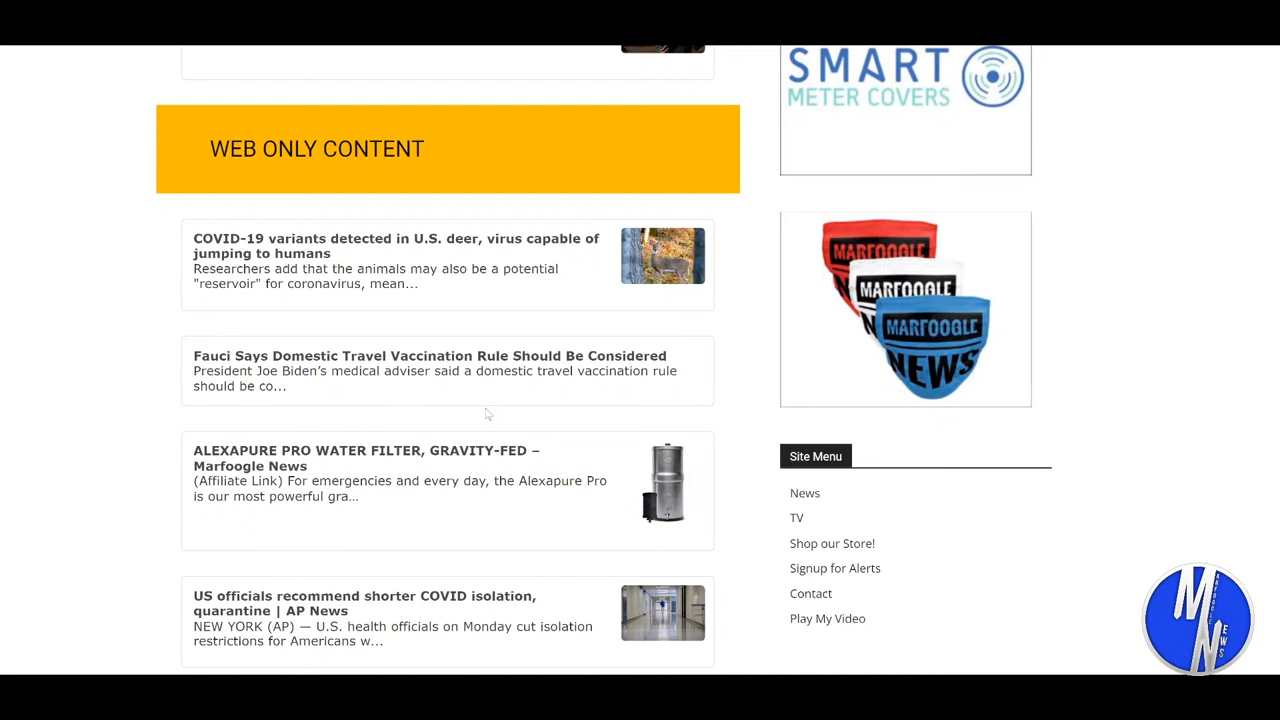 WEB ONLY CONTENT
COVID-19 variants detected in U.S. deer, virus capable of
jumping to humans
Researchers add that the animals may also be a potential
"reservoir" for coronavirus, mean...
Fauci Says Domestic Travel Vaccination Rule Should Be Considered
President Joe Biden’s medical adviser said a domestic travel vaccination rule
should be co...
ALEXAPURE PRO WATER FILTER, GRAVITY-FED –
Marfoogle News
(Affiliate Link) For emergencies and every day, the Alexapure Pro
is our most powerful gra...
US officials recommend shorter COVID isolation,
quarantine | AP News
NEW YORK (AP) — U.S. health officials on Monday cut isolation
restrictions for Americans w...
SMART
METER COVERS
MARFOOGLE
MARFOOGLE
MARFOOGLE
NEWS
Site Menu
News
TV
Shop our Store!
Signup for Alerts
Contact
Play My Video
MN